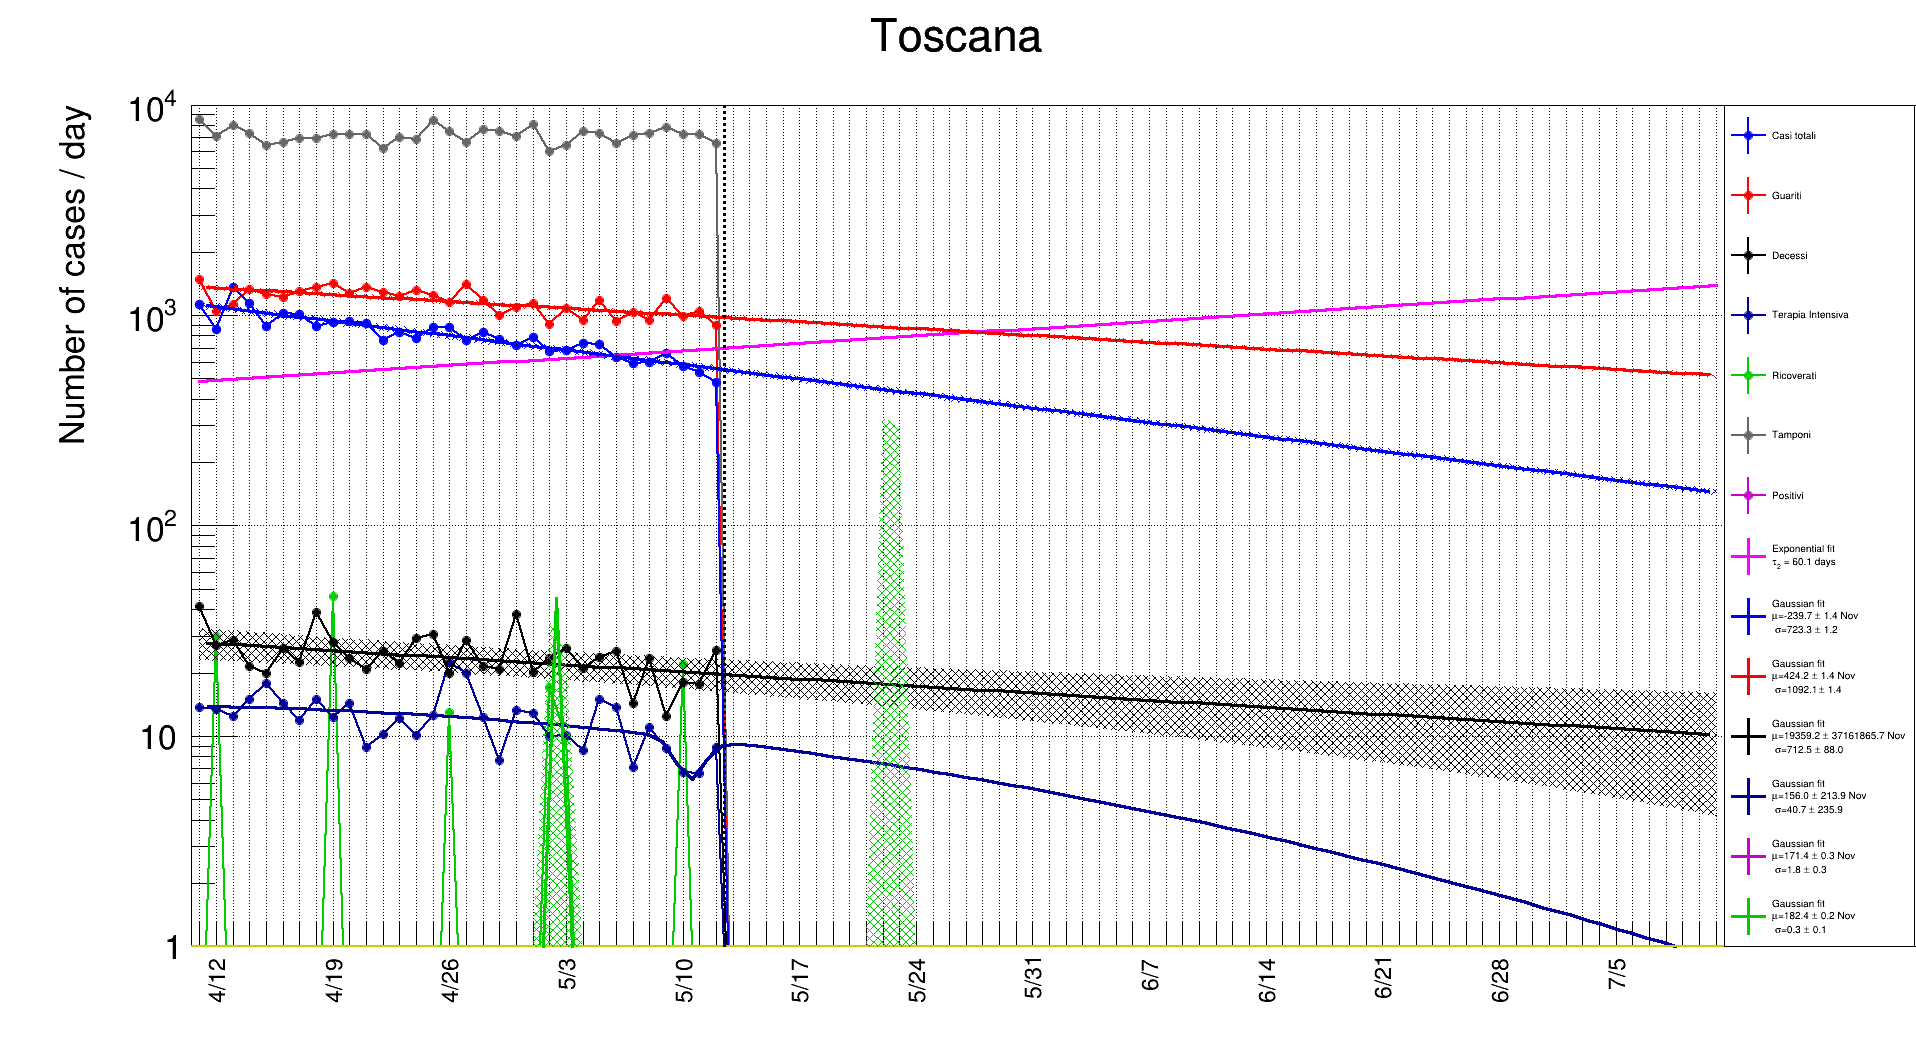 Toscana
Number of cases / day
10⁴
10³
10²
10
1
4/12
4/19
4/26
5/3
5/10
5/17
5/24
5/31
6/7
6/14
6/21
6/28
7/5
Casi totali
Guariti
Decessi
Terapia Intensiva
Ricoverati
Tamponi
Positivi
Exponential fit
τ₂ = 60.1 days
Gaussian fit
μ=-239.7 ± 1.4 Nov
σ=723.3 ± 1.2
Gaussian fit
μ=424.2 ± 1.4 Nov
σ=1092.1 ± 1.4
Gaussian fit
μ=19359.2 ± 37161865.7 Nov
σ=712.5 ± 88.0
Gaussian fit
μ=156.0 ± 213.9 Nov
σ=40.7 ± 235.9
Gaussian fit
μ=171.4 ± 0.3 Nov
σ=1.8 ± 0.3
Gaussian fit
μ=182.4 ± 0.2 Nov
σ=0.3 ± 0.1